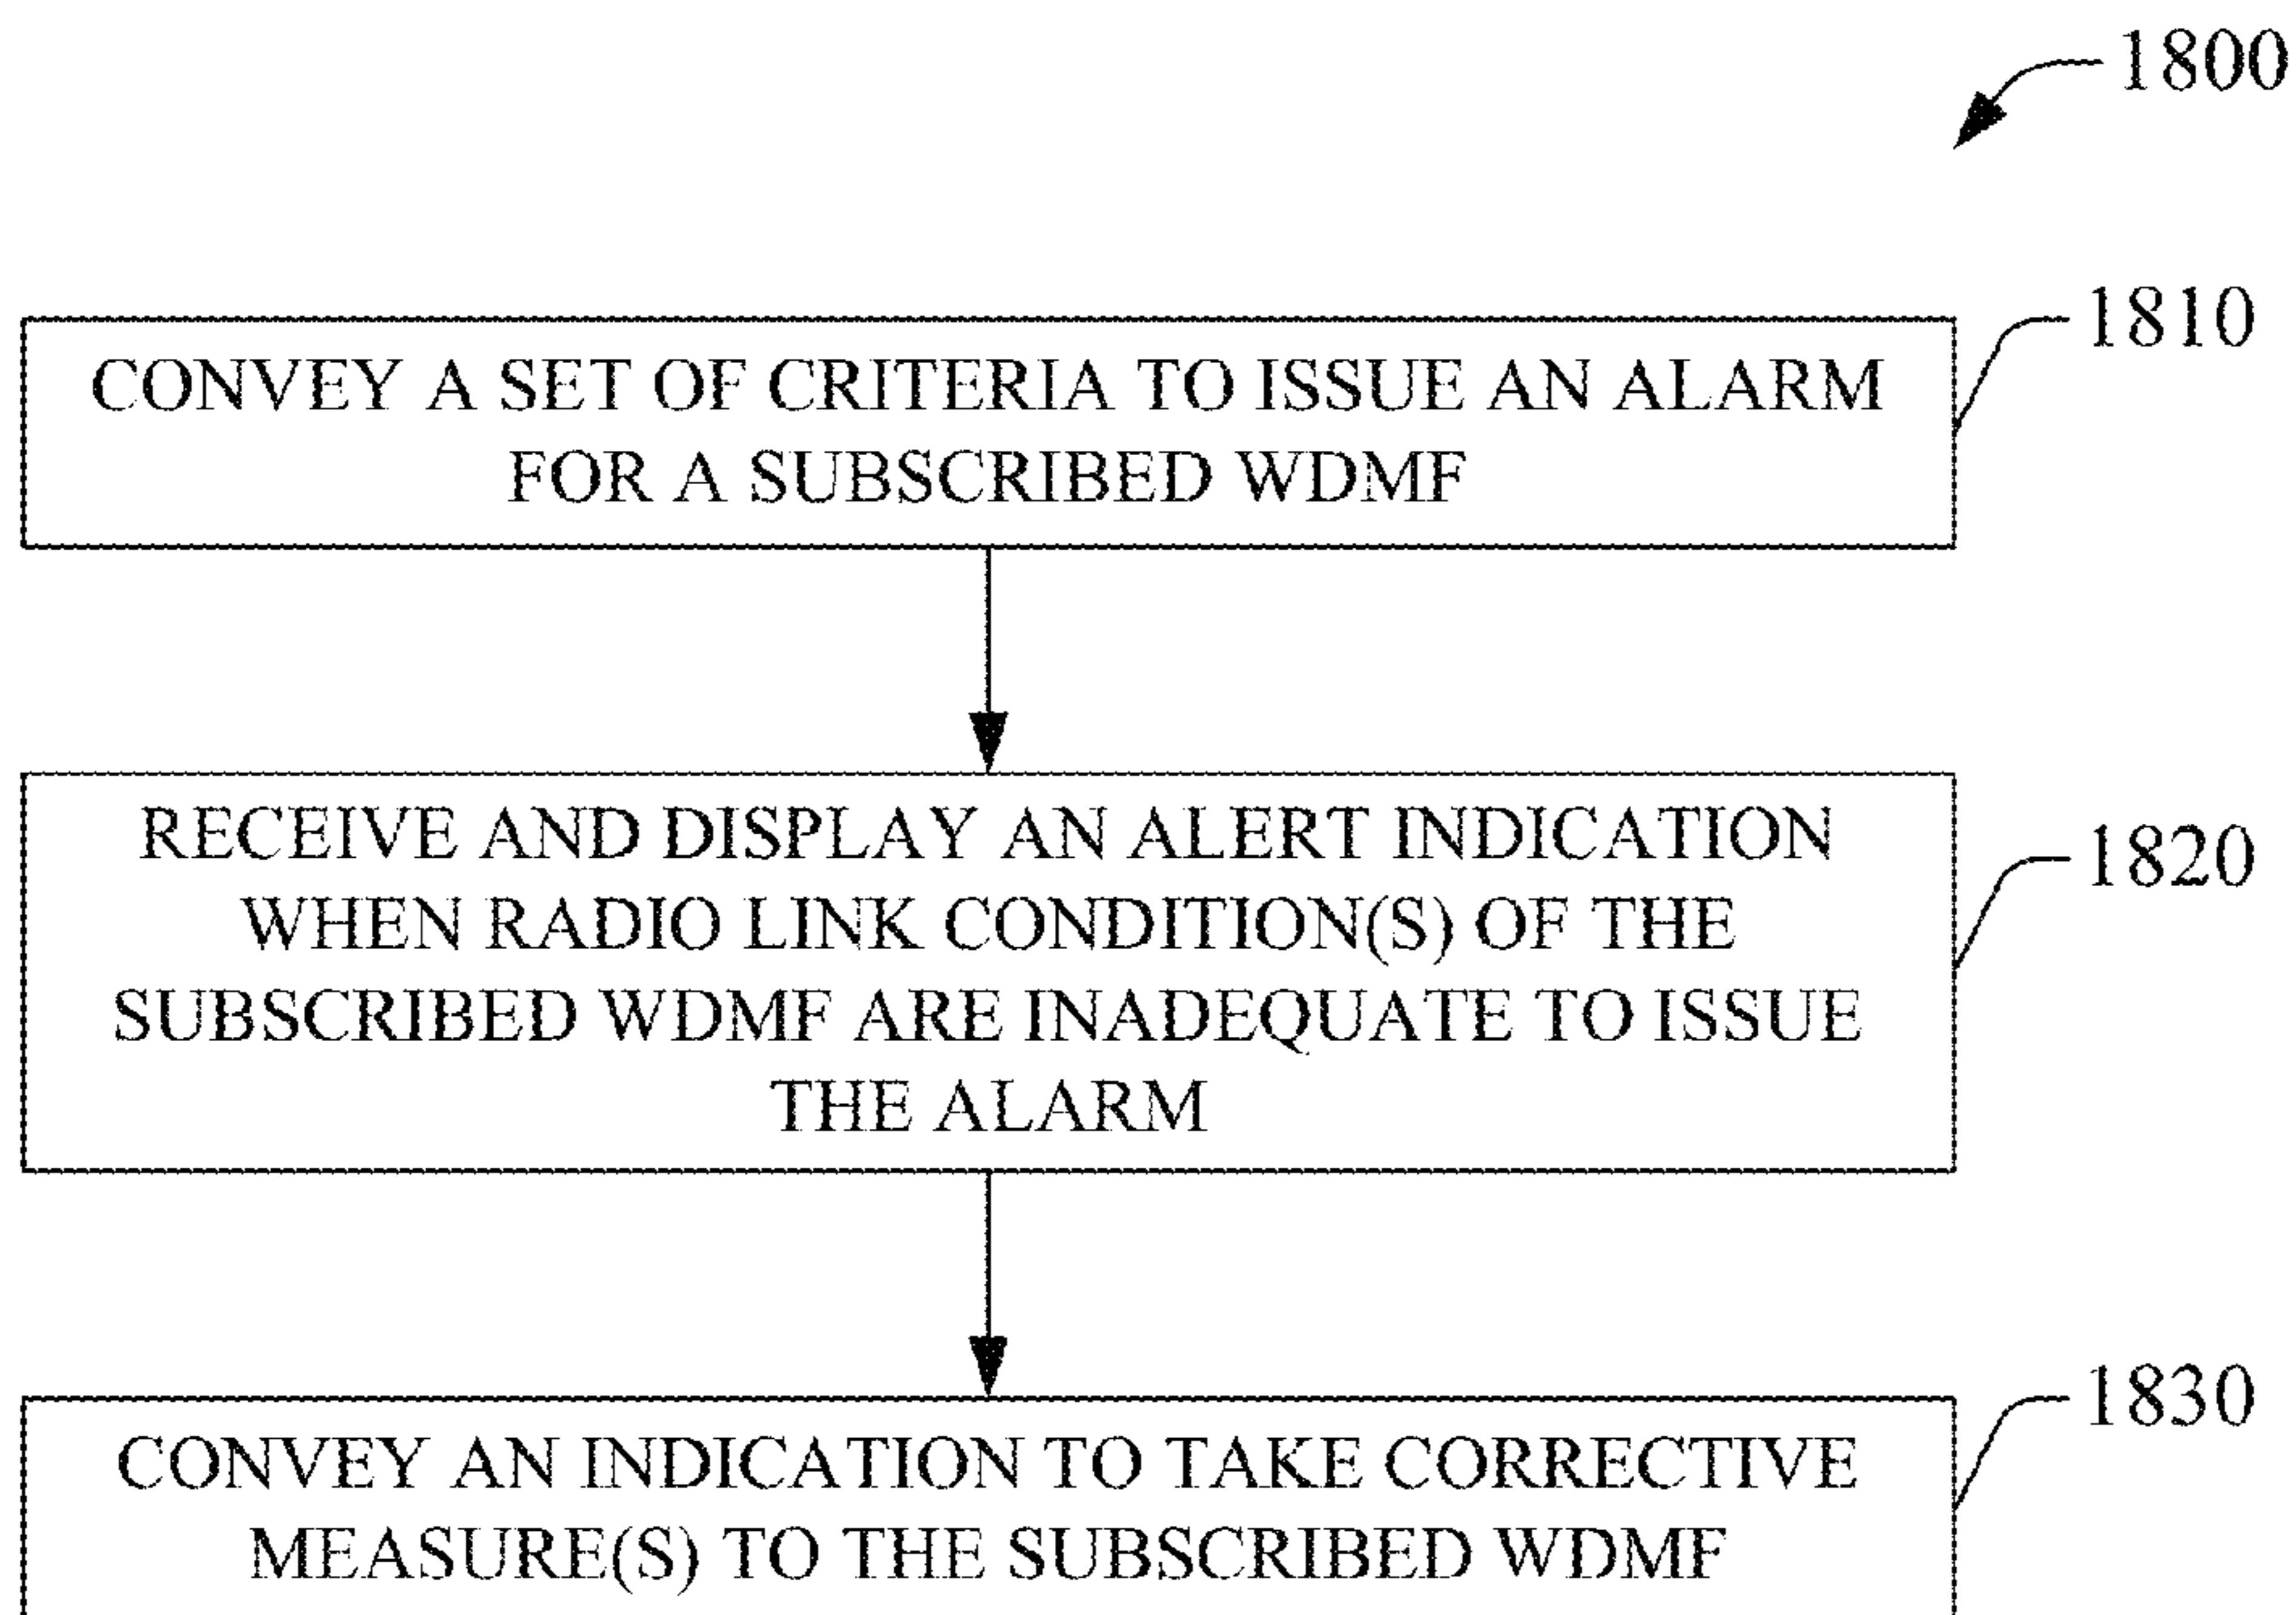 1800
1810
CONVEY A SET OF CRITERIA TO ISSUE AN ALARM
FOR A SUBSCRIBED WDMF
RECEIVE AND DISPLAY AN ALERT INDICATION
1820
WHEN RADIO LINK CONDITION(S) OF THE
SUBSCRIBED WDMF ARE INADEQUATE TO ISSUE
THE ALARM
1830
CONVEY AN INDICATION TO TAKE CORRECTIVE
MEASURE(S) TO THE SUBSCRIBED WDMF